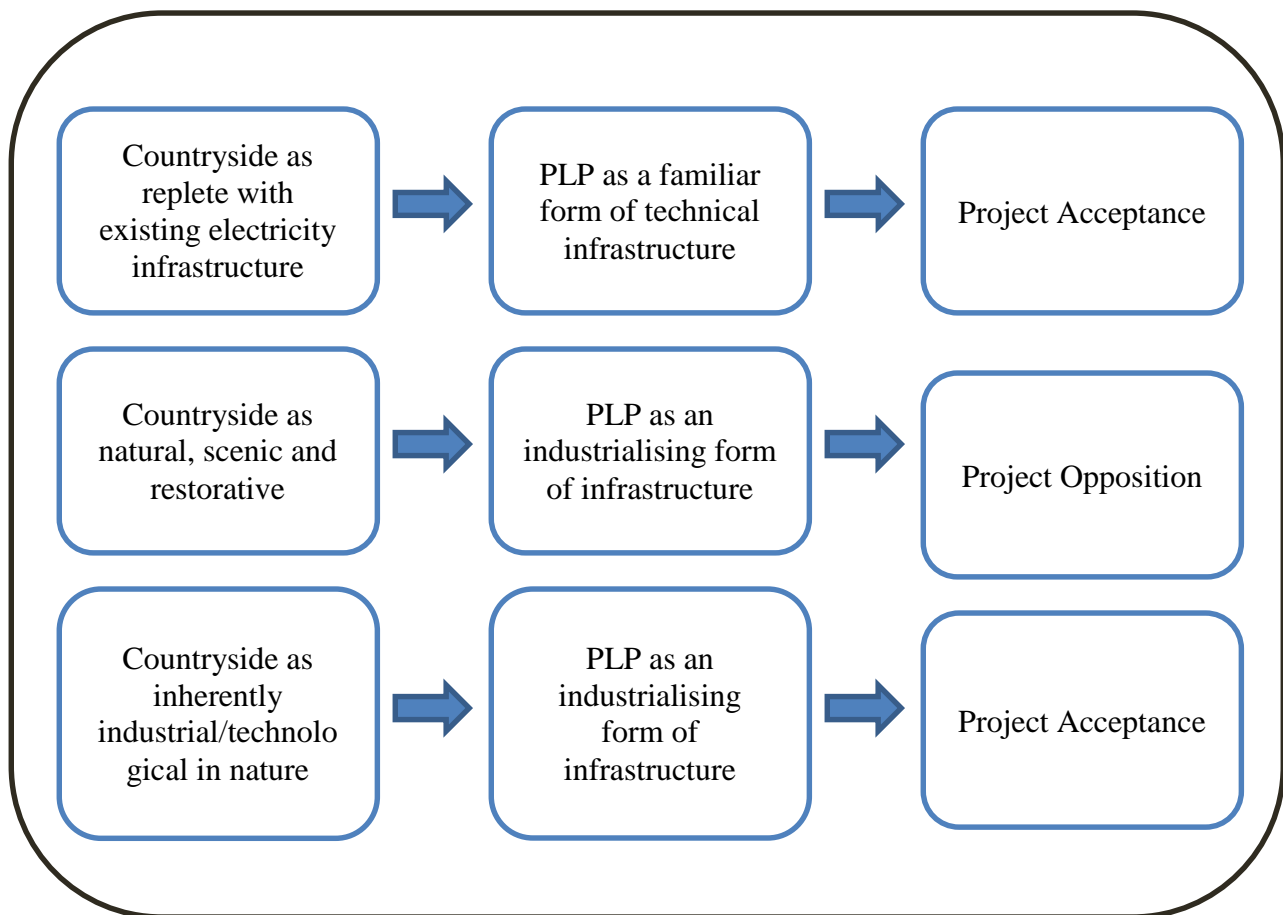 Countryside as
replete with
existing electricity
infrastructure
PLP as a familiar
form of technical
infrastructure
Project Acceptance
Countryside as
natural, scenic and
restorative
PLP as an
industrialising form
of infrastructure
Project Opposition
Countryside as
inherently
industrial/technolo
gical in nature
PLP as an
industrialising
form of
infrastructure
Project Acceptance